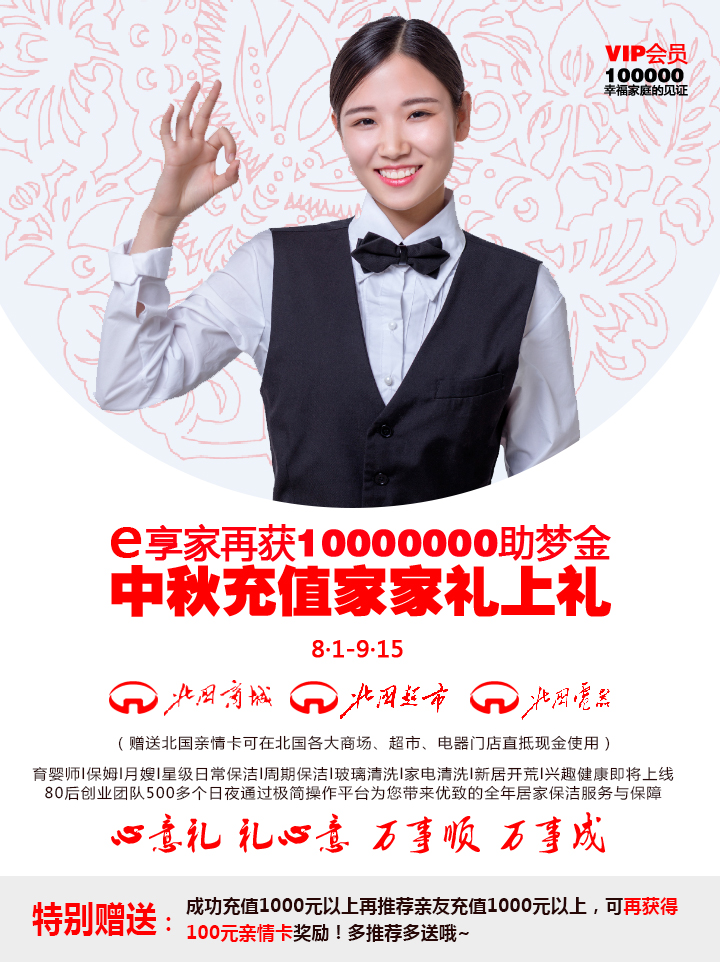 VIP会员
100000
幸福家庭的见证
e享家再获10000000助梦金
中秋充值家家礼上礼
8·1-9·15
北国商城 北国超市 北国电器
（赠送北国亲情卡可在北国各大商场、超市、电器门店直抵现金使用）
育婴师I保姆I月嫂I星级日常保洁I周期保洁I玻璃清洗I家电清洗I新居开荒I兴趣健康即将上线
80后创业团队500多个日夜通过极简操作平台为您带来优致的全年居家保洁服务与保障
心意礼 礼心意 万事顺 万事成
特别赠送：
成功充值1000元以上再推荐亲友充值1000元以上，可再获得
100元亲情卡奖励！多推荐多送哦~